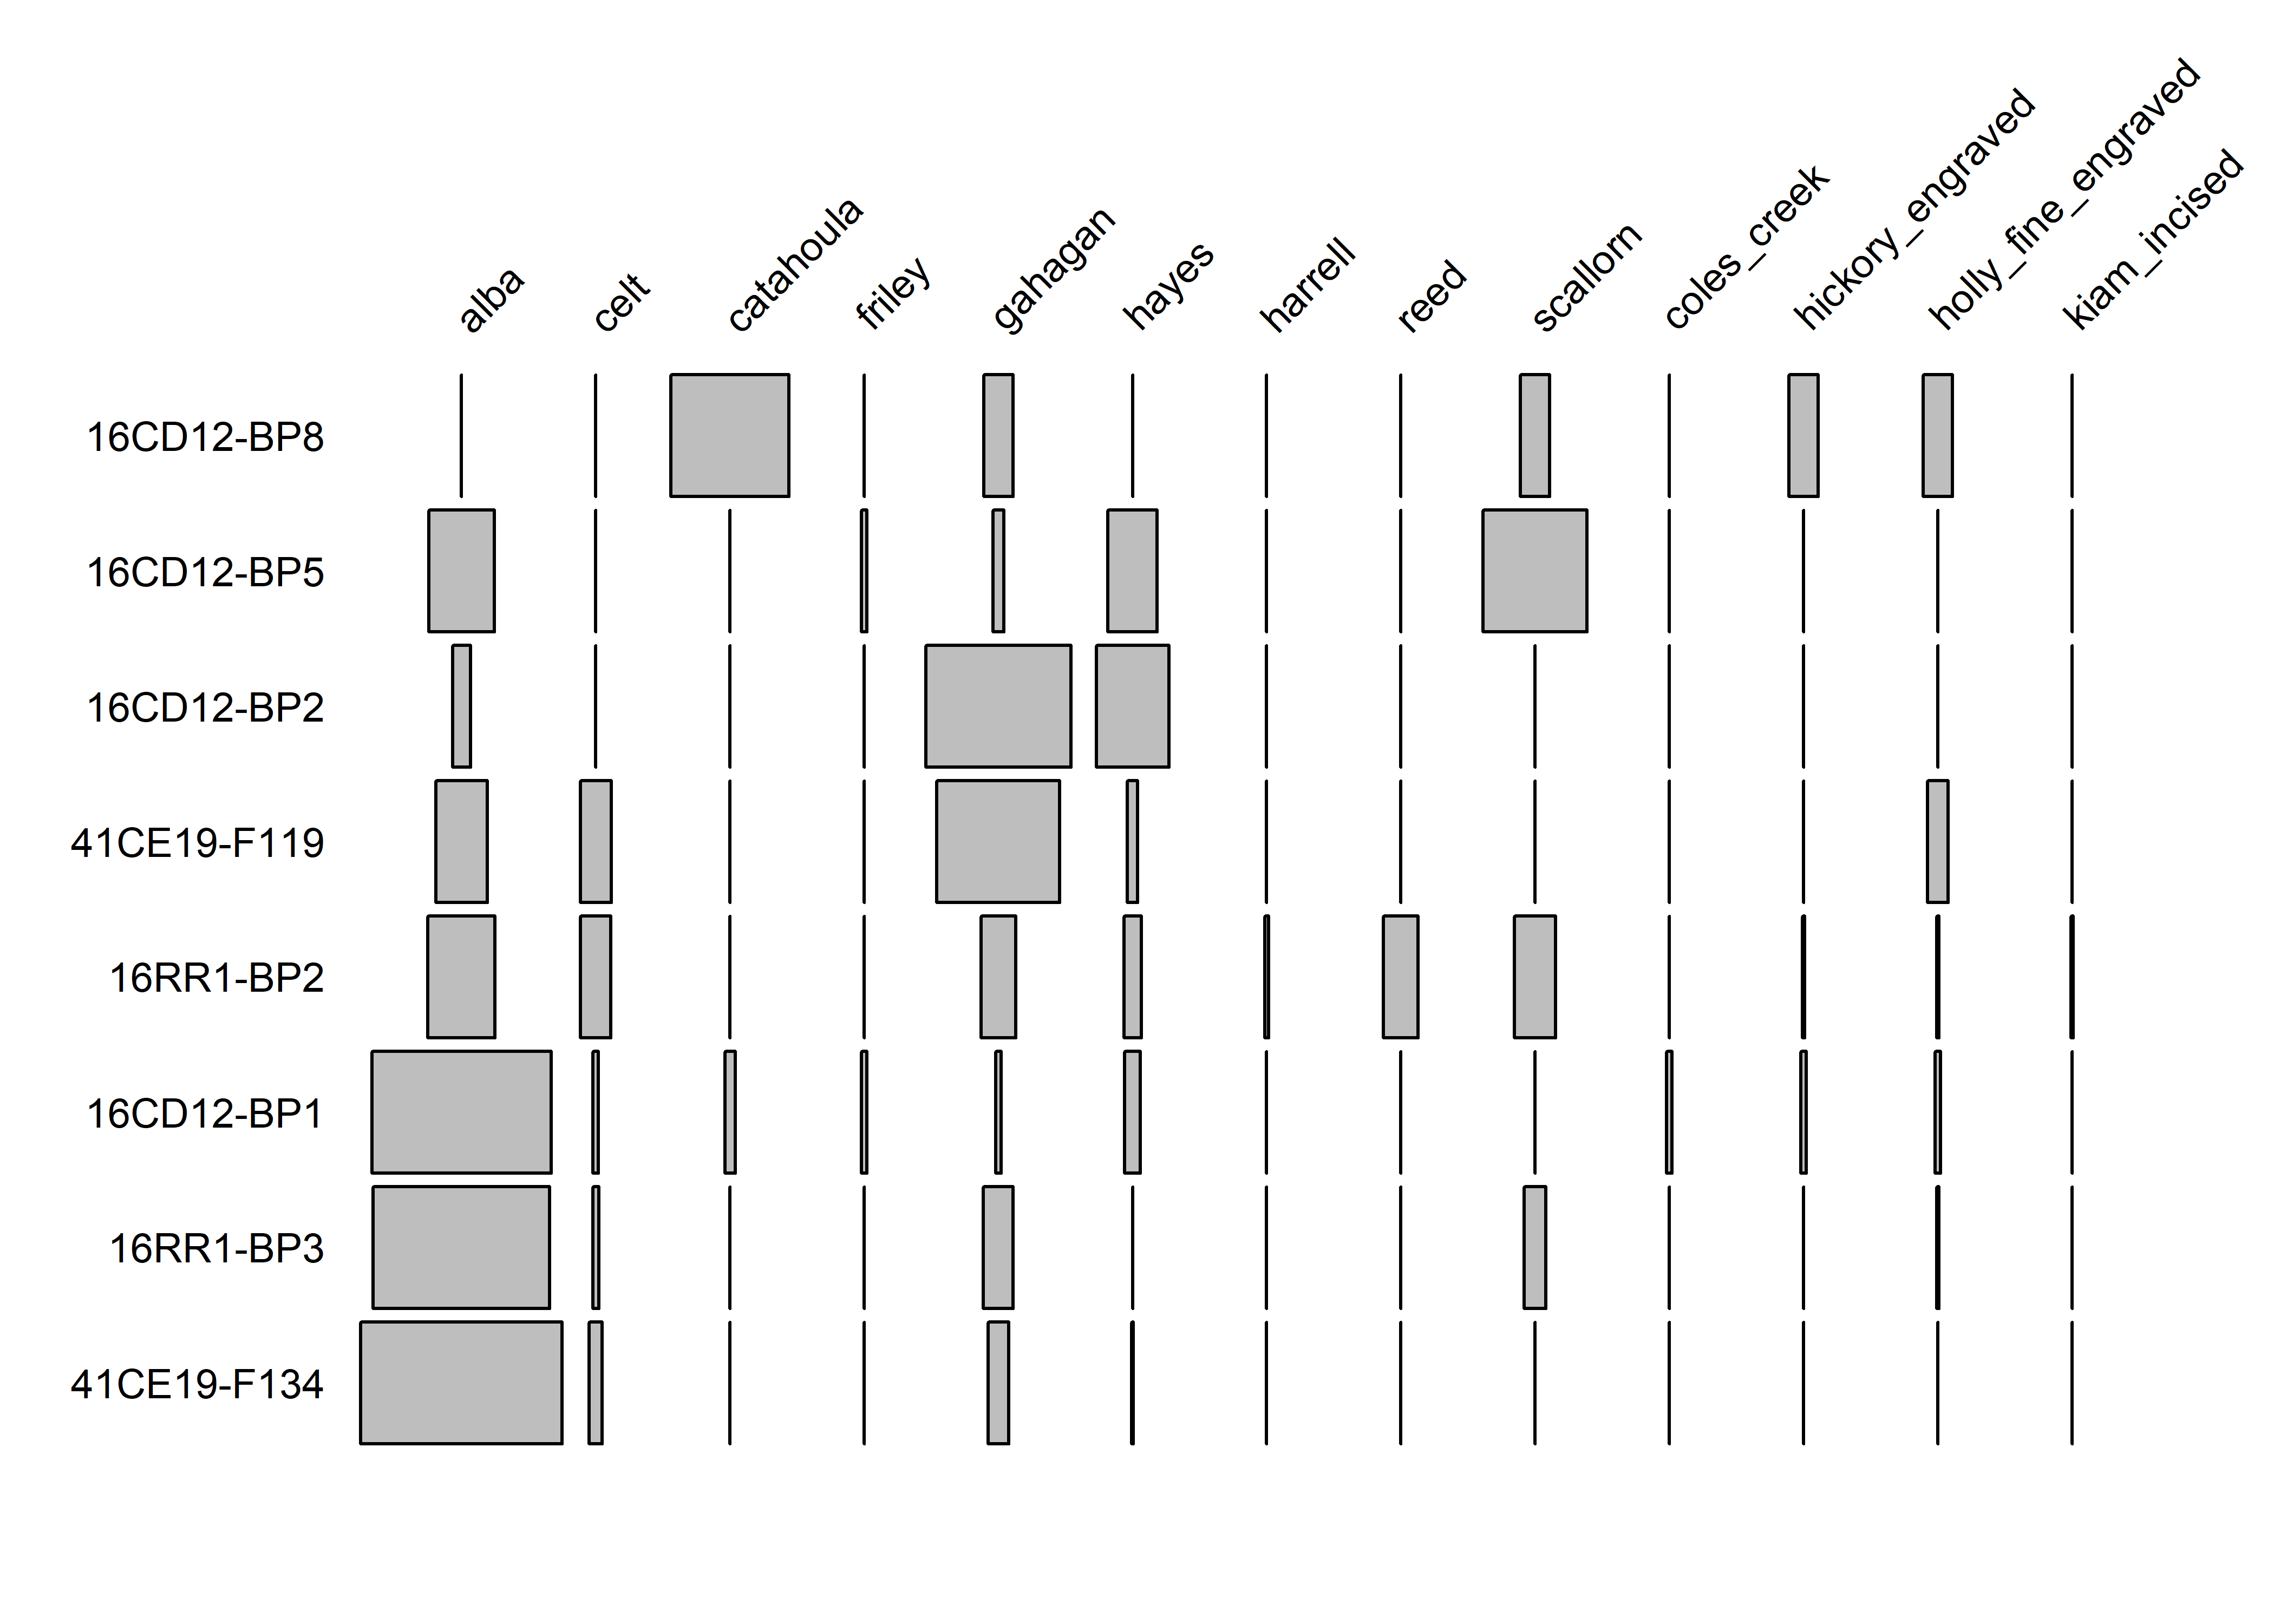 alba
celt
catahoula
friley
gahagan
hayes
harrell
reed
scallorn
coles_creek
hickory_engraved
holly_fine_engraved
kiam_incised
16CD12-BP8
16CD12-BP5
16CD12-BP2
41CE19-F119
16RR1-BP2
16CD12-BP1
16RR1-BP3
41CE19-F134